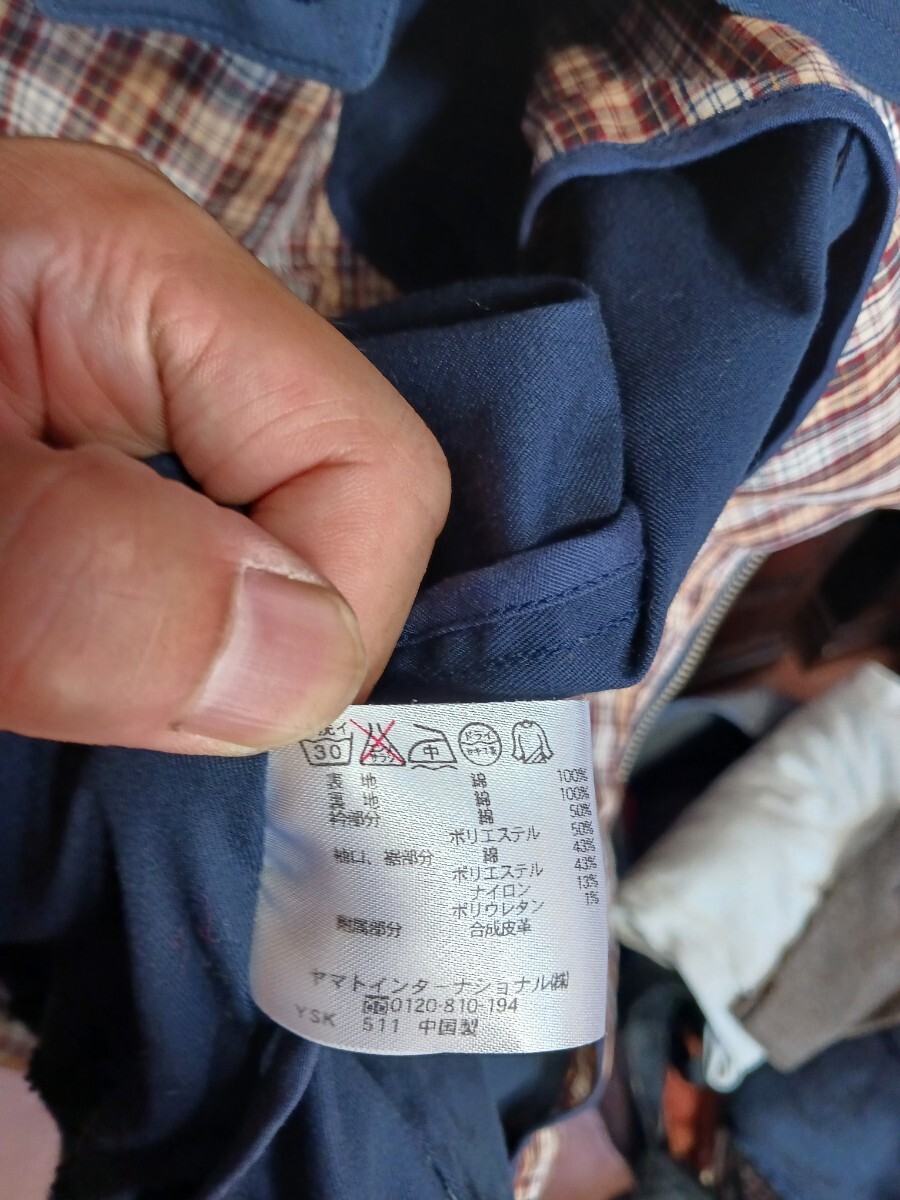 30
中
ドライ
表 地 綿 100%
裏 地 綿 100%
衿部分 綿 50%
ポリエステル 50%
袖口、裾部分 綿 43%
ポリエステル 43%
ナイロン 13%
ポリウレタン 1%
附属部分 合成皮革
ヤマトインターナショナル㈱
0120-810-194
YSK 511 中国製